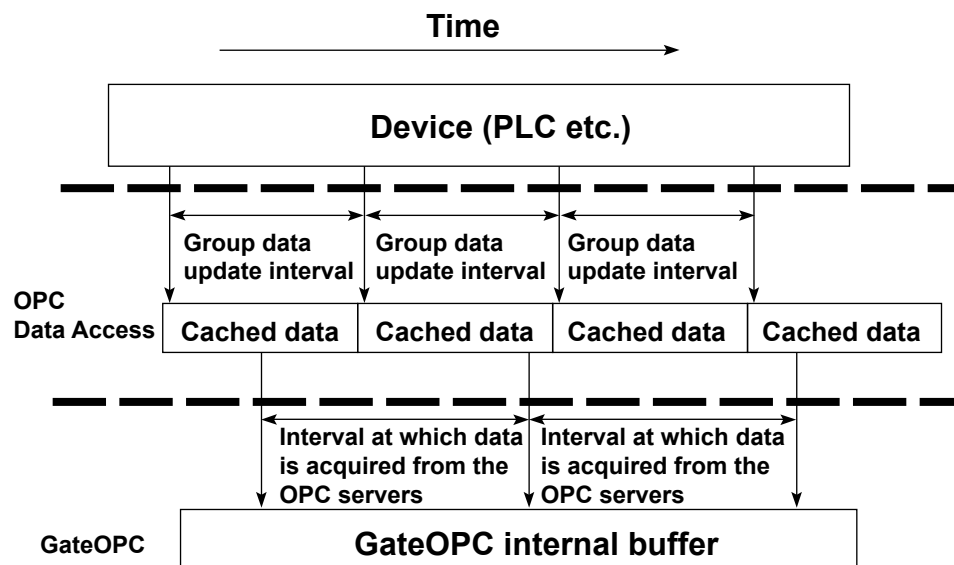 Time
Device (PLC etc.)
Group data
update interval
Group data
update interval
Group data
update interval
OPC
Data Access
Cached data
Cached data
Cached data
Cached data
Interval at which data
is acquired from the
OPC servers
Interval at which data
is acquired from the
OPC servers
GateOPC
GateOPC internal buffer